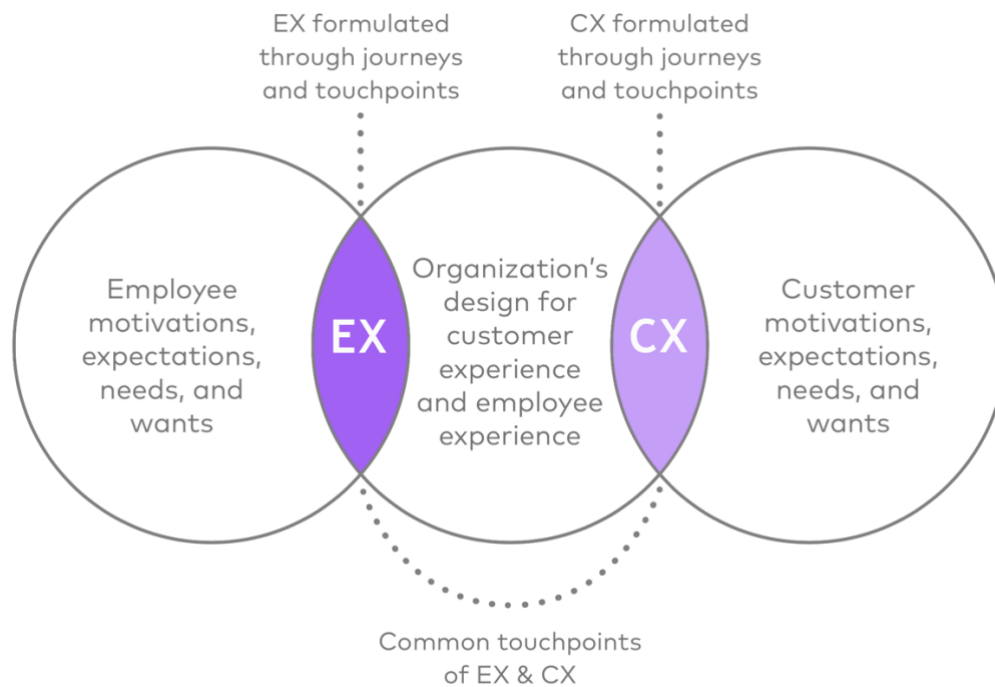 EX formulated
through journeys
and touchpoints
CX formulated
through journeys
and touchpoints
Employee
motivations,
expectations,
needs, and
wants
EX
Organization's
design for
customer
experience
and employee
experience
CX
Customer
motivations,
expectations,
needs, and
wants
Common touchpoints
of EX & CX